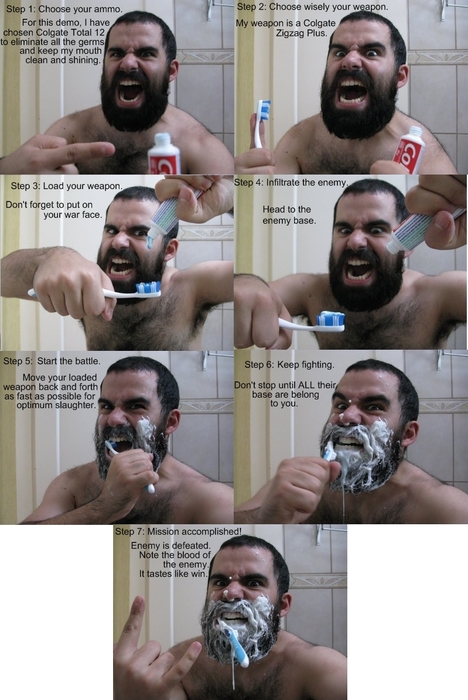 Step 1: Choose your ammo.
For this demo, I have
chosen Colgate Total 12
to eliminate all the germs
and keep my mouth
clean and shining.
Step 2: Choose wisely your weapon.
My weapon is a Colgate
Zigzag Plus.
Step 3: Load your weapon.
Don't forget to put on
your war face.
Step 4: Infiltrate the enemy.
Head to the
enemy base.
Step 5: Start the battle.
Move your loaded
weapon back and forth
as fast as possible for
optimum slaughter.
Step 6: Keep fighting.
Don't stop until ALL their
base are belong
to you.
Step 7: Mission accomplished!
Enemy is defeated.
Note the blood of
the enemy.
It tastes like win.